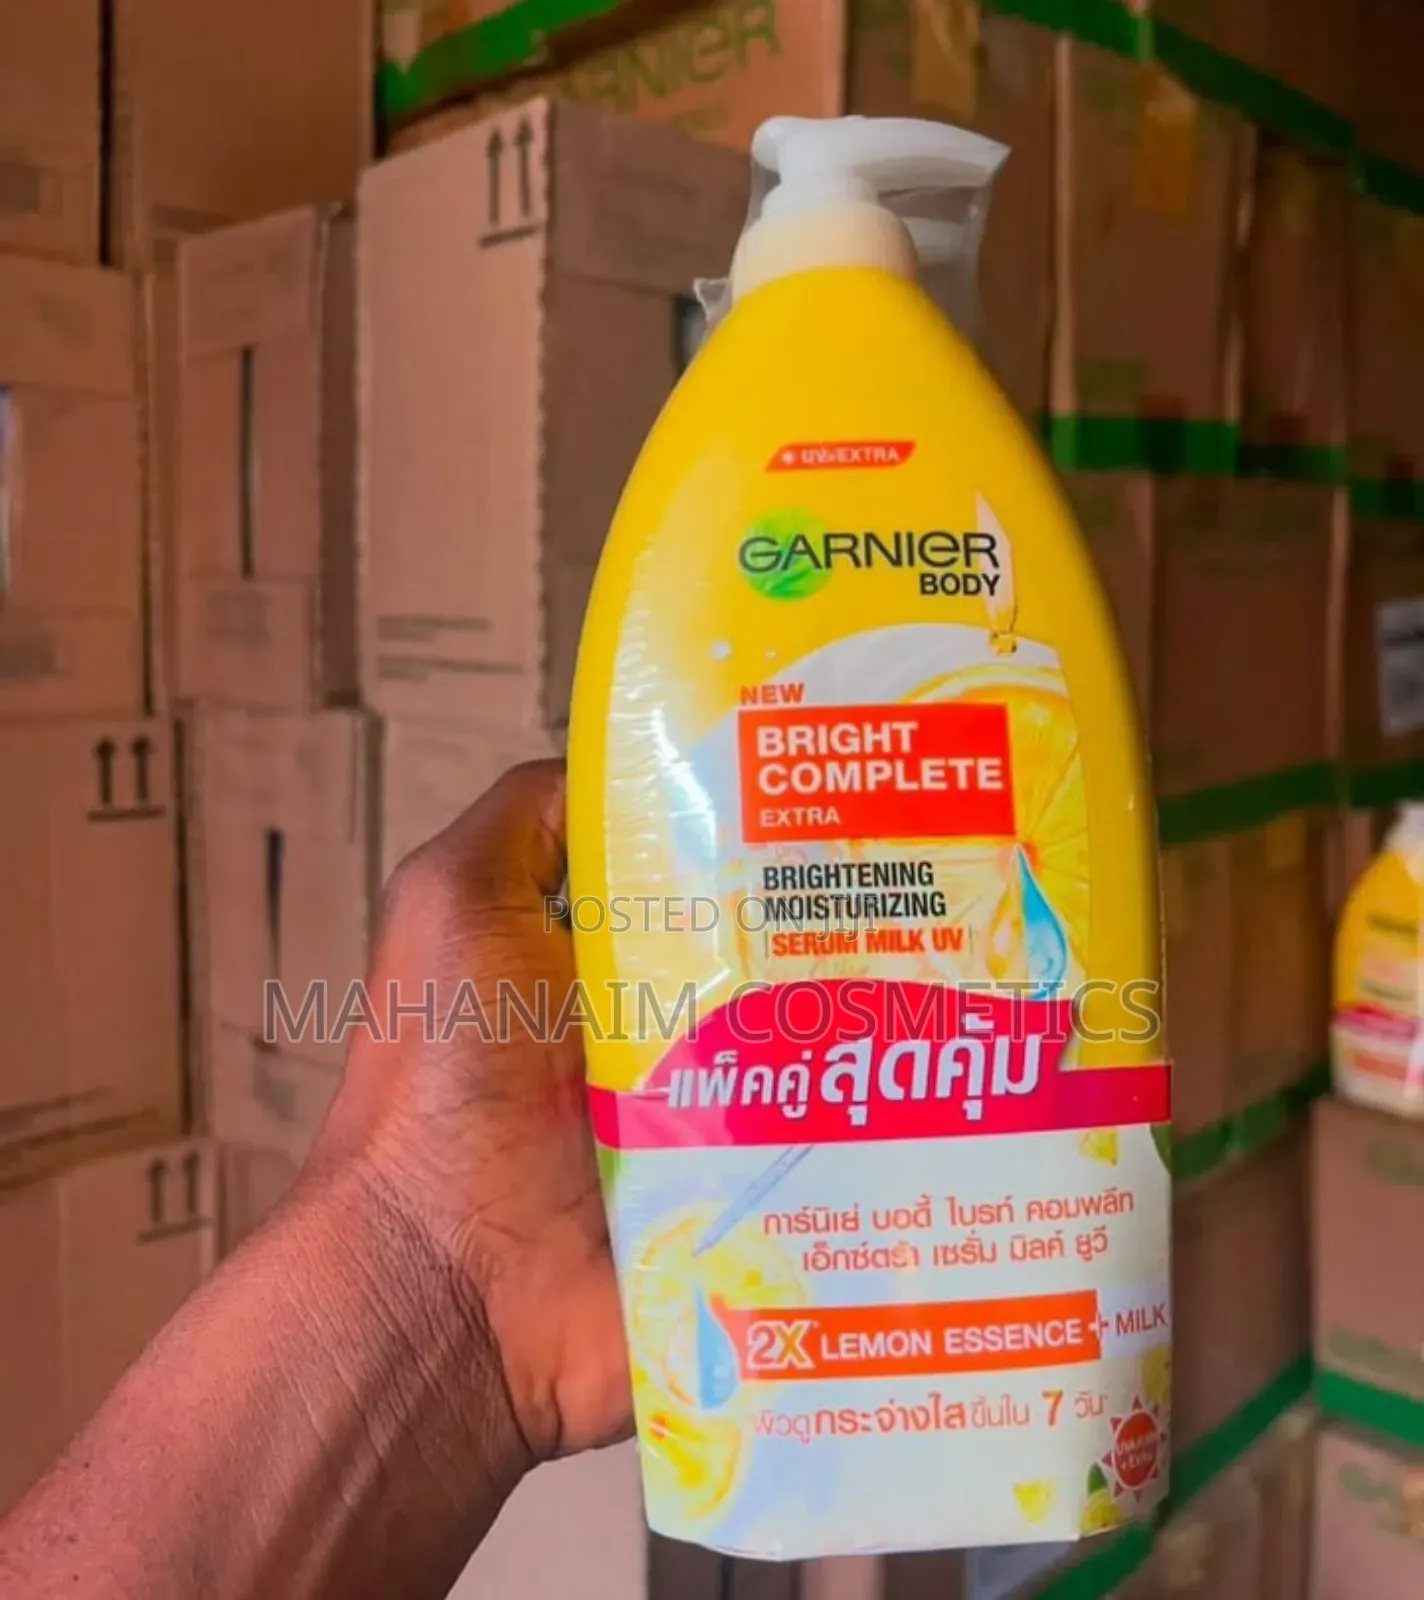 GARNIER
UV EXTRA
GARNIER
BODY
NEW
BRIGHT
COMPLETE
EXTRA
BRIGHTENING
MOISTURIZING
SERUM MILK UV
POSTED ON JIJI
MAHANAIM COSMETICS
แพ็คคู่สุดคุ้ม
การ์นิเย่ บอดี้ ไบรท์ คอมพลีท
เอ็กซ์ตร้า เซรั่ม มิลค์ ยูวี
2X LEMON ESSENCE + MILK
ผิวดูกระจ่างใสขึ้นใน 7 วัน*